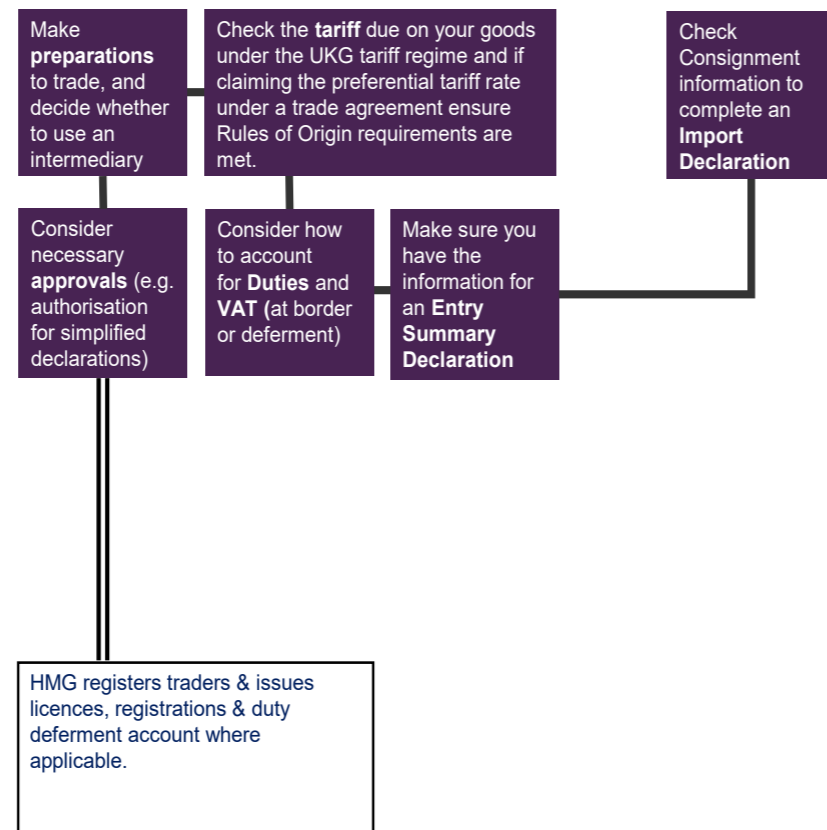 Make
preparations
to trade, and
decide whether
to use an
intermediary
Check the tariff due on your goods
under the UKG tariff regime and if
claiming the preferential tariff rate
under a trade agreement ensure
Rules of Origin requirements are
met.
Check
Consignment
information to
complete an
Import
Declaration
Consider
necessary
approvals (e.g.
authorisation
for simplified
declarations)
Consider how
to account
for Duties and
VAT (at border
or deferment)
Make sure you
have the
information for
an Entry
Summary
Declaration
HMG registers traders & issues
licences, registrations & duty
deferment account where
applicable.